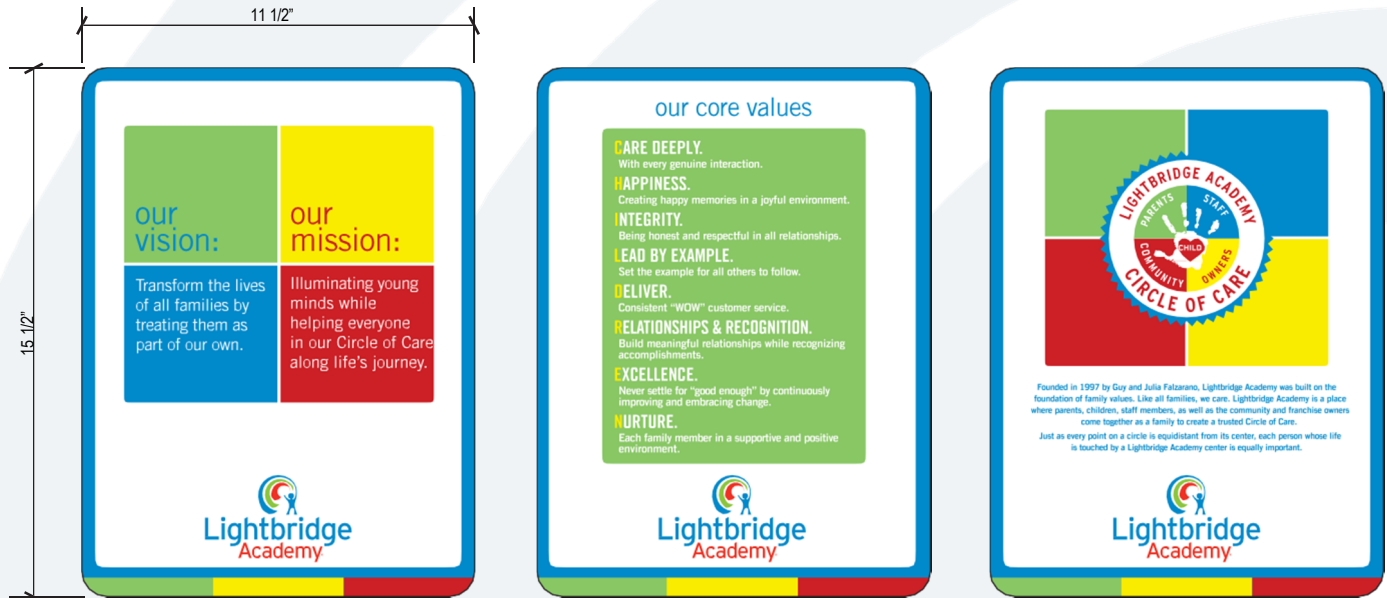 11 1/2"
15 1/2"
our
vision:
our
mission:
Transform the lives
of all families by
treating them as
part of our own.
Illuminating young
minds while
helping everyone
in our Circle of Care
along life's journey.
Lightbridge
Academy
our core values
CARE DEEPLY.
With every genuine interaction.
HAPPINESS.
Creating happy memories in a joyful environment.
INTEGRITY.
Being honest and respectful in all relationships.
LEAD BY EXAMPLE.
Set the example for all others to follow.
DELIVER.
Consistent “WOW” customer service.
RELATIONSHIPS & RECOGNITION.
Build meaningful relationships while recognizing
accomplishments.
EXCELLENCE.
Never settle for “good enough” by continuously
improving and embracing change.
NURTURE.
Each family member in a supportive and positive
environment.
Lightbridge
Academy
LIGHTBRIDGE ACADEMY
PARENTS
STAFF
CHILD
COMMUNITY
OWNERS
CIRCLE OF CARE
Founded in 1997 by Guy and Julia Falzarano, Lightbridge Academy was built on the
foundation of family values. Like all families, we care. Lightbridge Academy is a place
where parents, children, staff members, as well as the community and franchise owners
come together as a family to create a trusted Circle of Care.
Just as every point on a circle is equidistant from its center, each person whose life
is touched by a Lightbridge Academy center is equally important.
Lightbridge
Academy